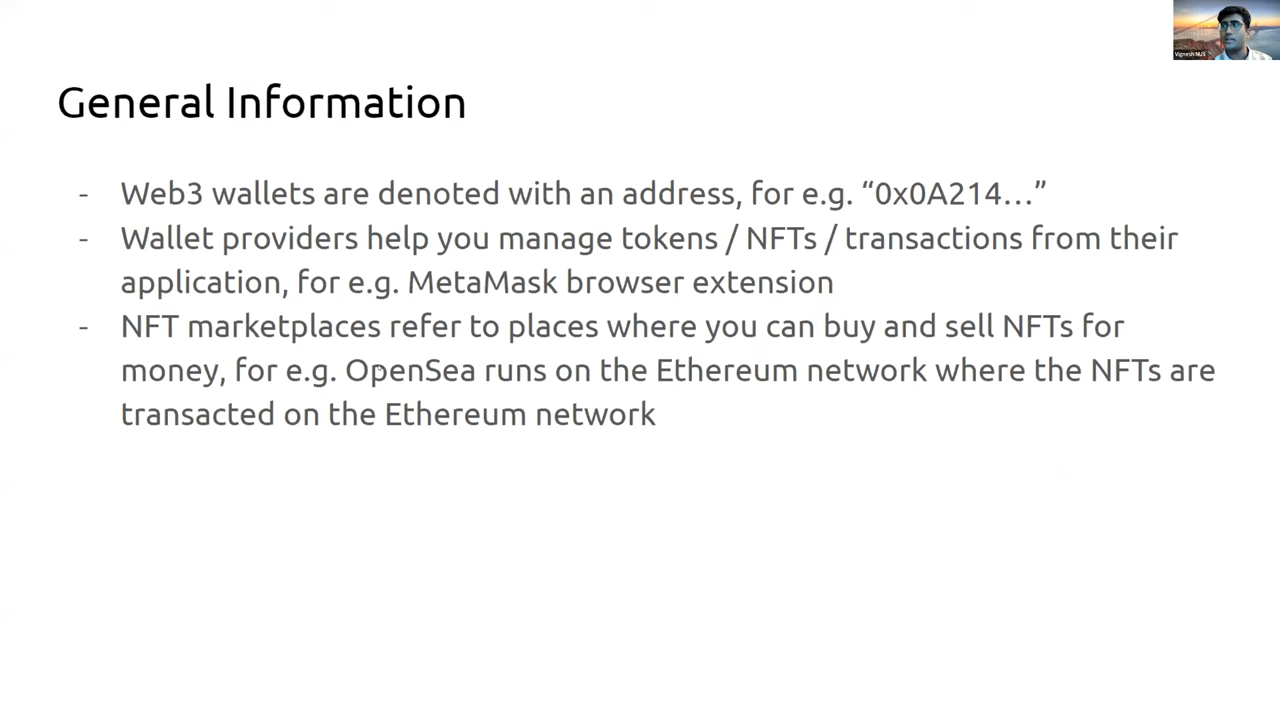 Vignesh NUS
General Information
- Web3 wallets are denoted with an address, for e.g. “0x0A214…”
- Wallet providers help you manage tokens / NFTs / transactions from their
application, for e.g. MetaMask browser extension
- NFT marketplaces refer to places where you can buy and sell NFTs for
money, for e.g. OpenSea runs on the Ethereum network where the NFTs are
transacted on the Ethereum network